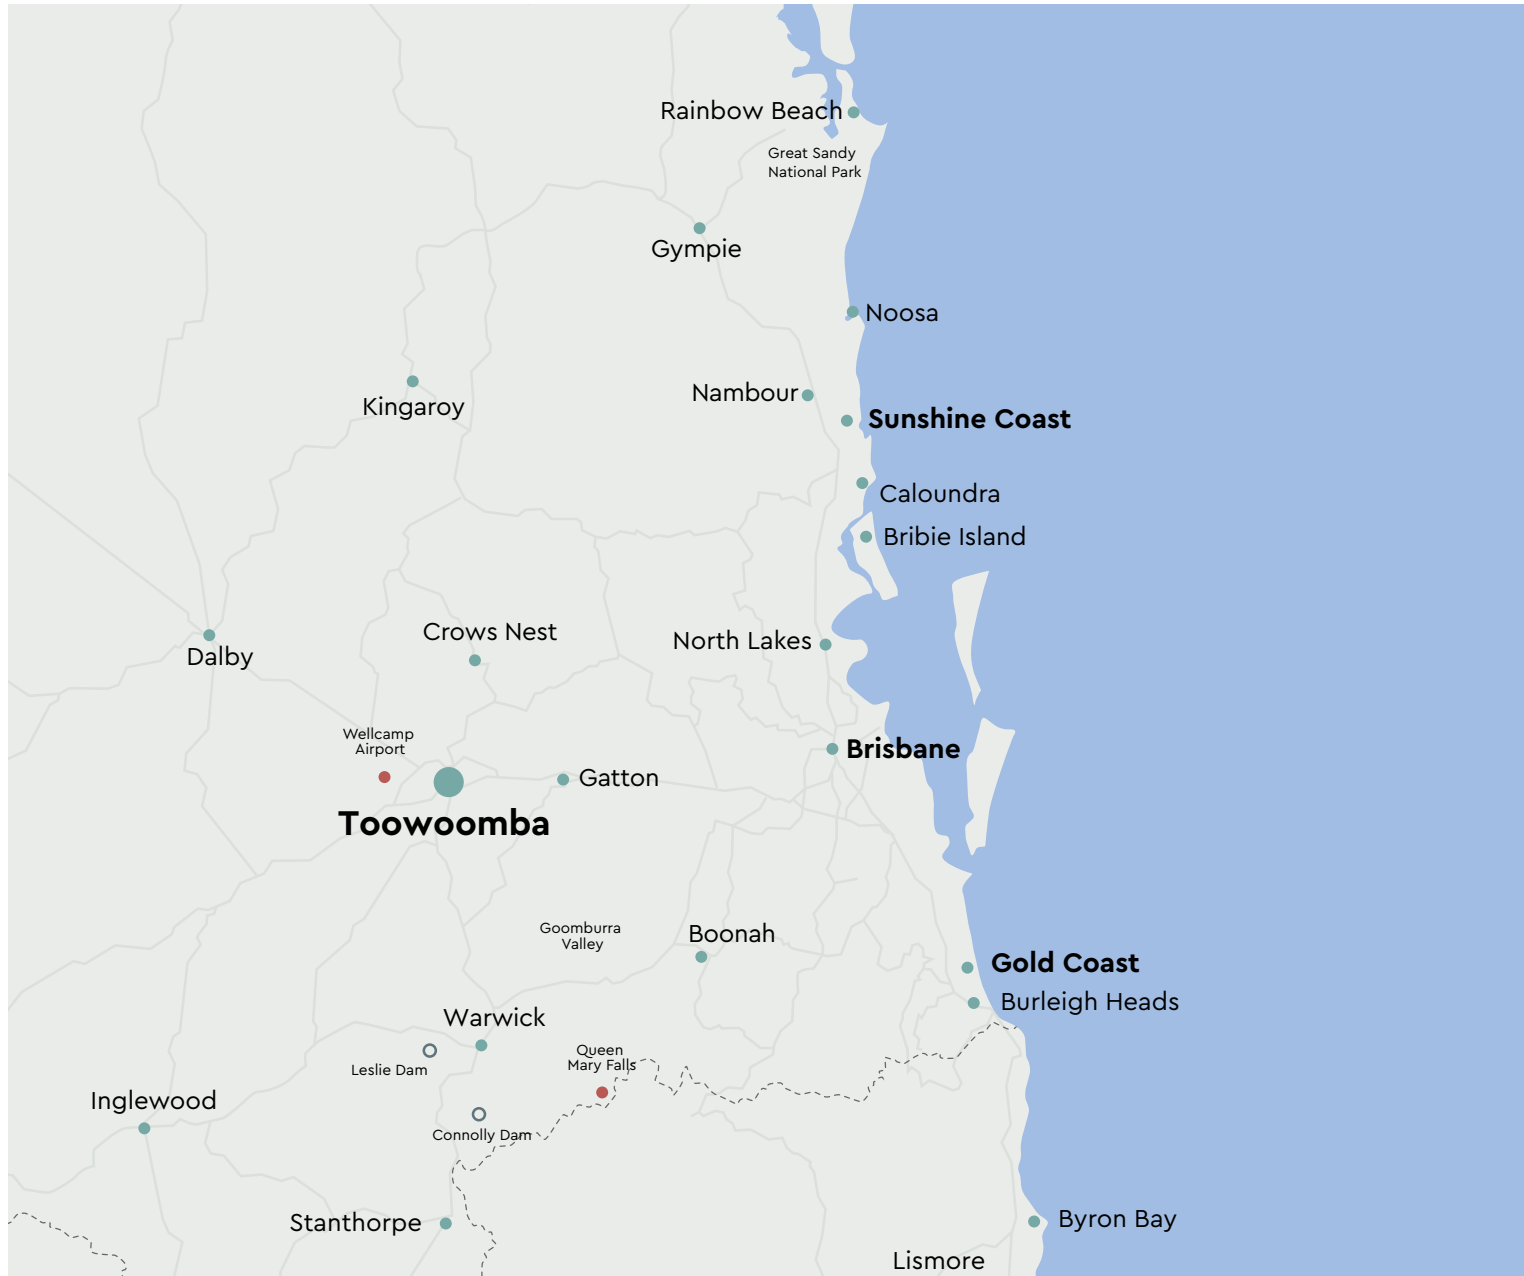 Rainbow Beach
Great Sandy
National Park
Gympie
Noosa
Nambour
Kingaroy
Sunshine Coast
Caloundra
Bribie Island
Crows Nest
North Lakes
Dalby
Wellcamp
Airport
Brisbane
Gatton
Toowoomba
Goomburra
Valley
Boonah
Gold Coast
Burleigh Heads
Warwick
Queen
Mary Falls
Leslie Dam
Inglewood
Connolly Dam
Stanthorpe
Byron Bay
Lismore